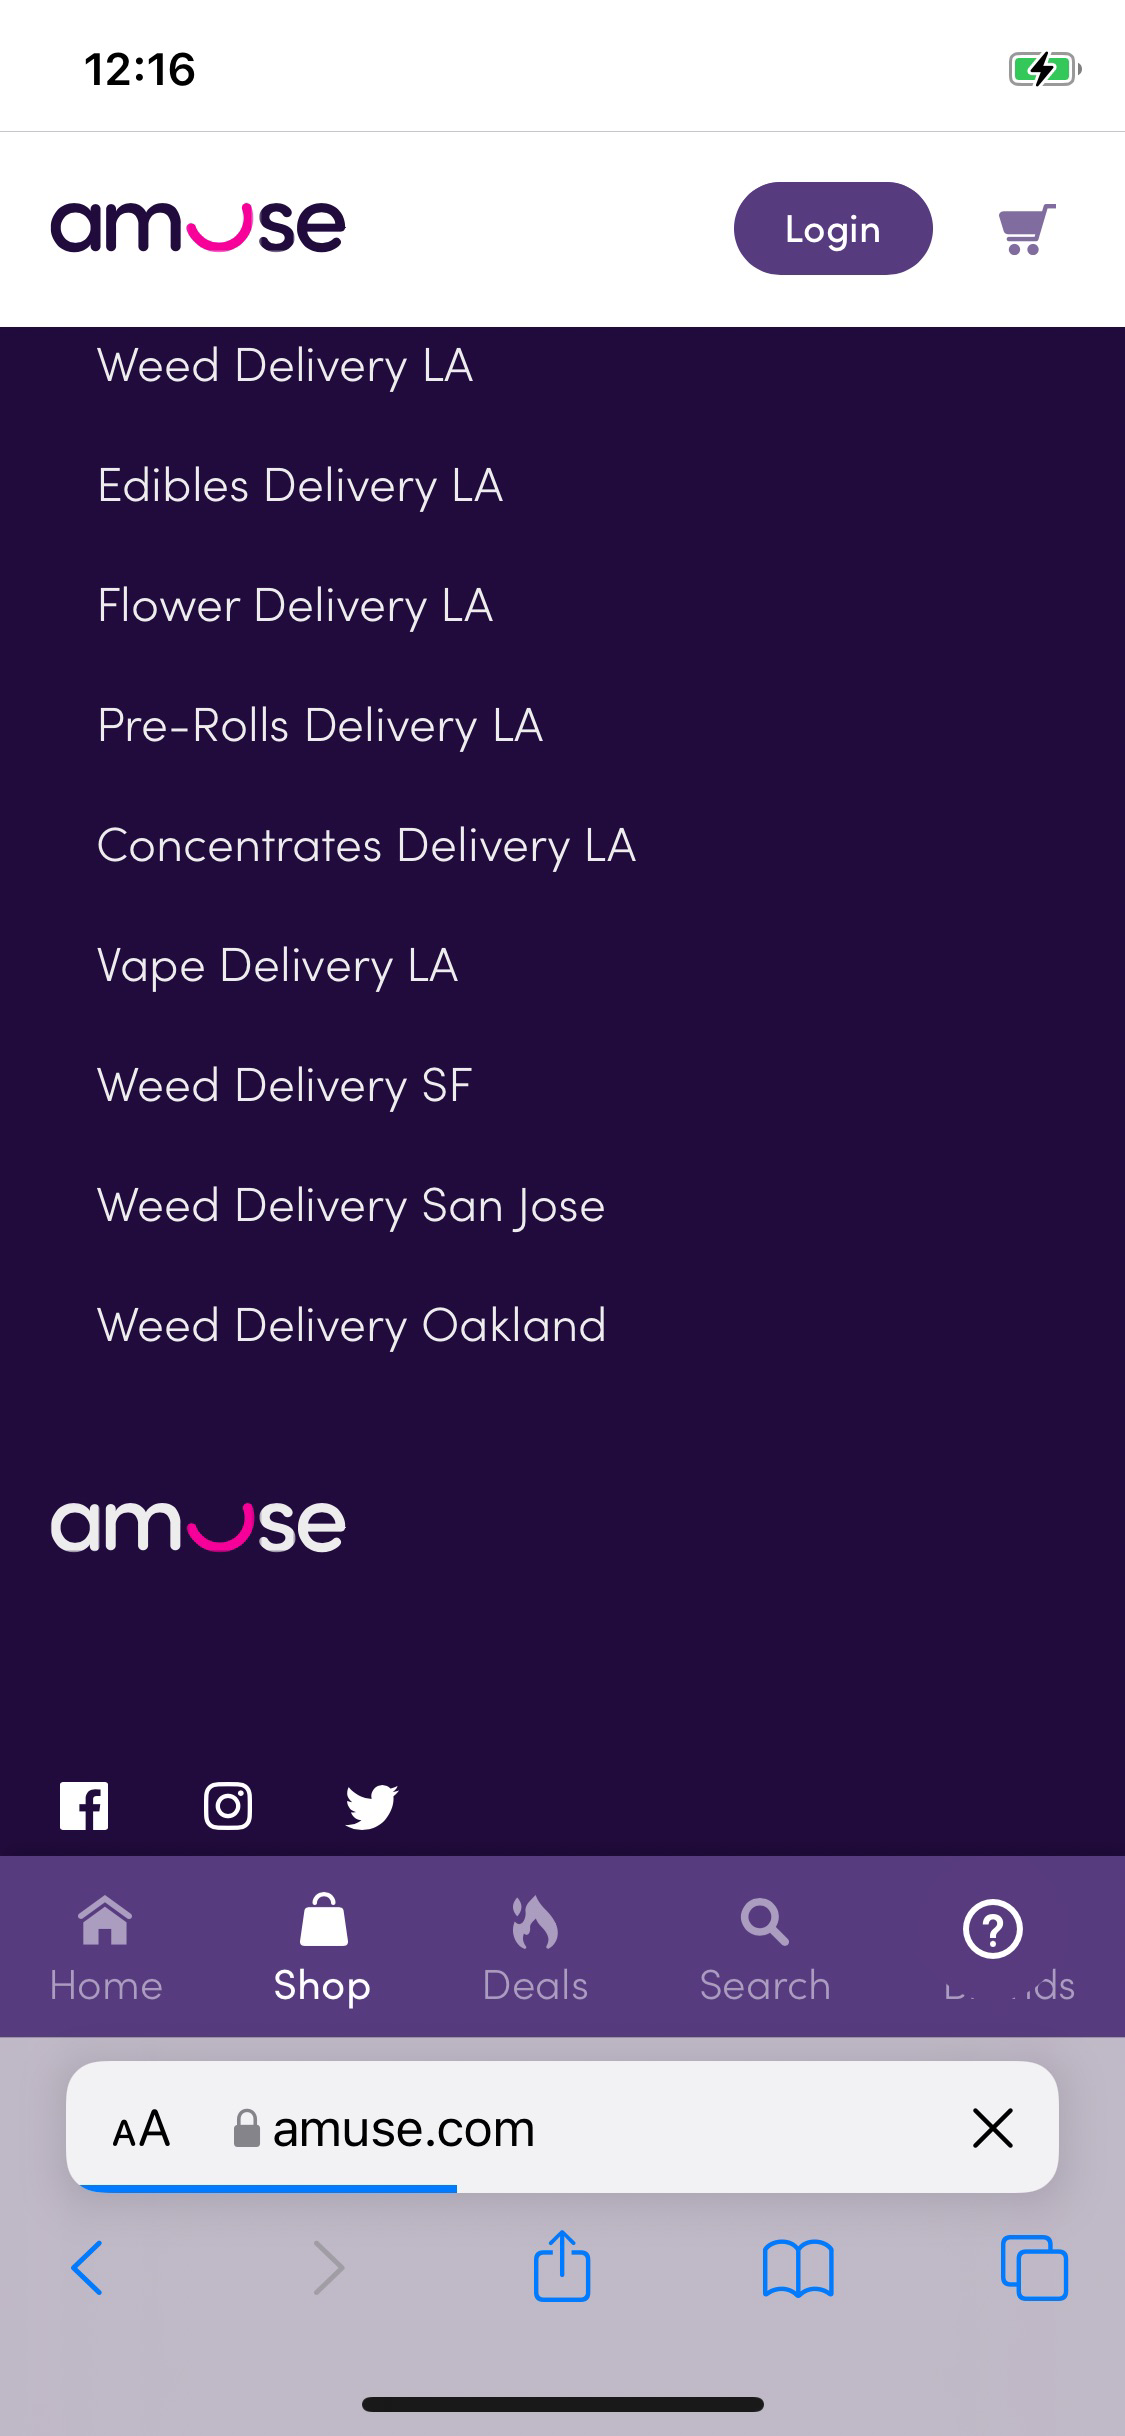 12:16
amuse
Login
Weed Delivery LA
Edibles Delivery LA
Flower Delivery LA
Pre-Rolls Delivery LA
Concentrates Delivery LA
Vape Delivery LA
Weed Delivery SF
Weed Delivery San Jose
Weed Delivery Oakland
amuse
?
Home Shop Deals Search
AA amuse.com